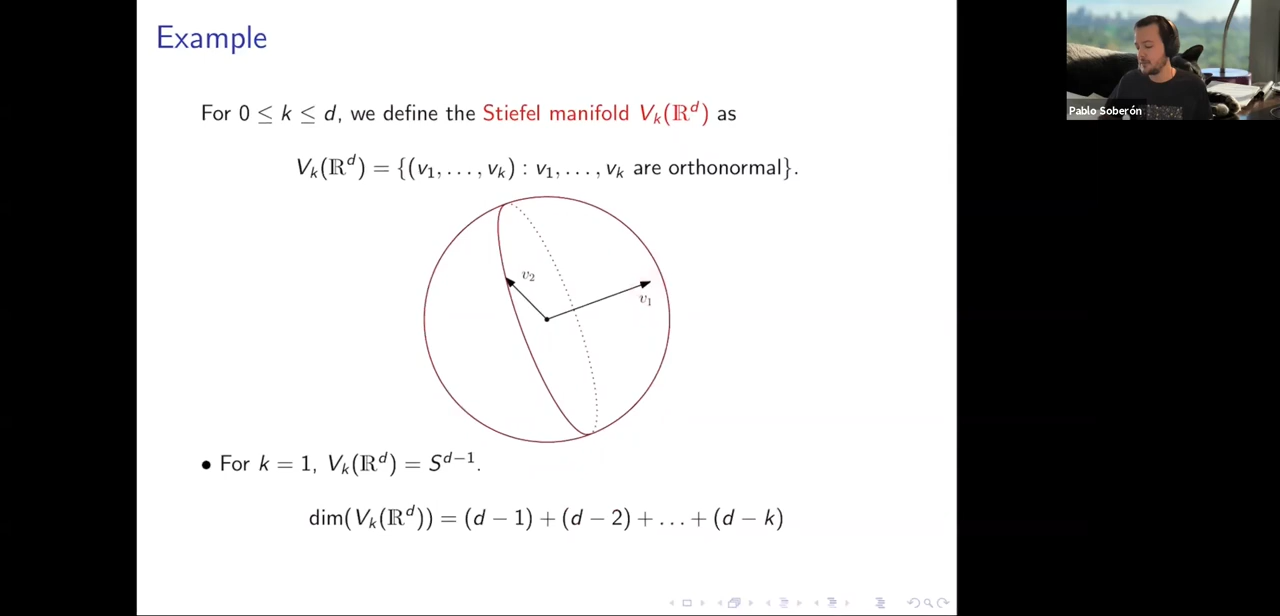 Example
For 0 ≤ k ≤ d, we define the Stiefel manifold V_k(ℝ^d) as
V_k(ℝ^d) = {(v_1, . . . , v_k) : v_1, . . . , v_k are orthonormal}.
v_2
v_1
• For k = 1, V_k(ℝ^d) = S^{d−1}.
dim(V_k(ℝ^d)) = (d − 1) + (d − 2) + . . . + (d − k)
Pablo Soberón